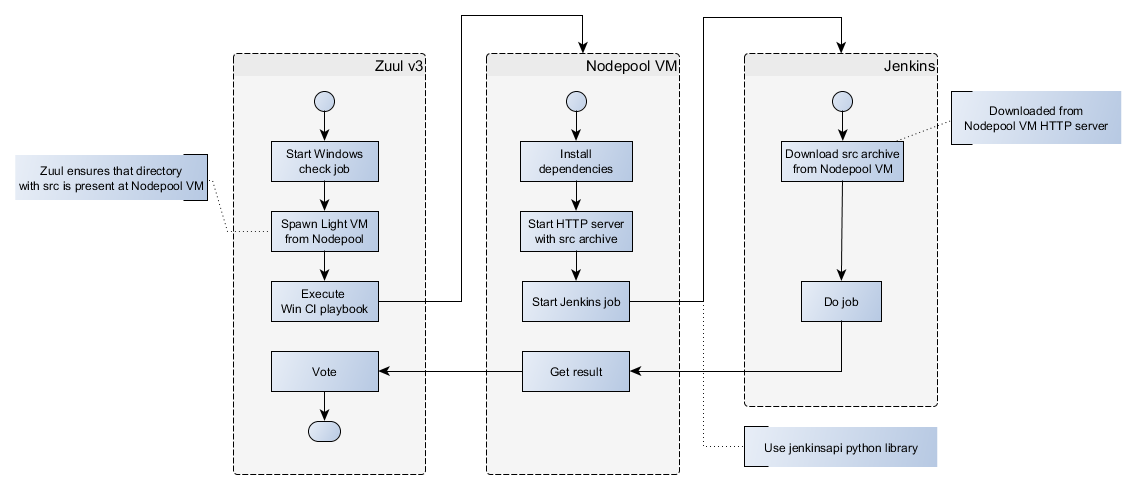 Zuul v3
Nodepool VM
Jenkins
Downloaded from
Nodepool VM HTTP server
Zuul ensures that directory
with src is present at Nodepool VM
Start Windows
check job
Spawn Light VM
from Nodepool
Execute
Win CI playbook
Vote
Install
dependencies
Start HTTP server
with src archive
Start Jenkins job
Get result
Download src archive
from Nodepool VM
Do job
Use jenkinsapi python library